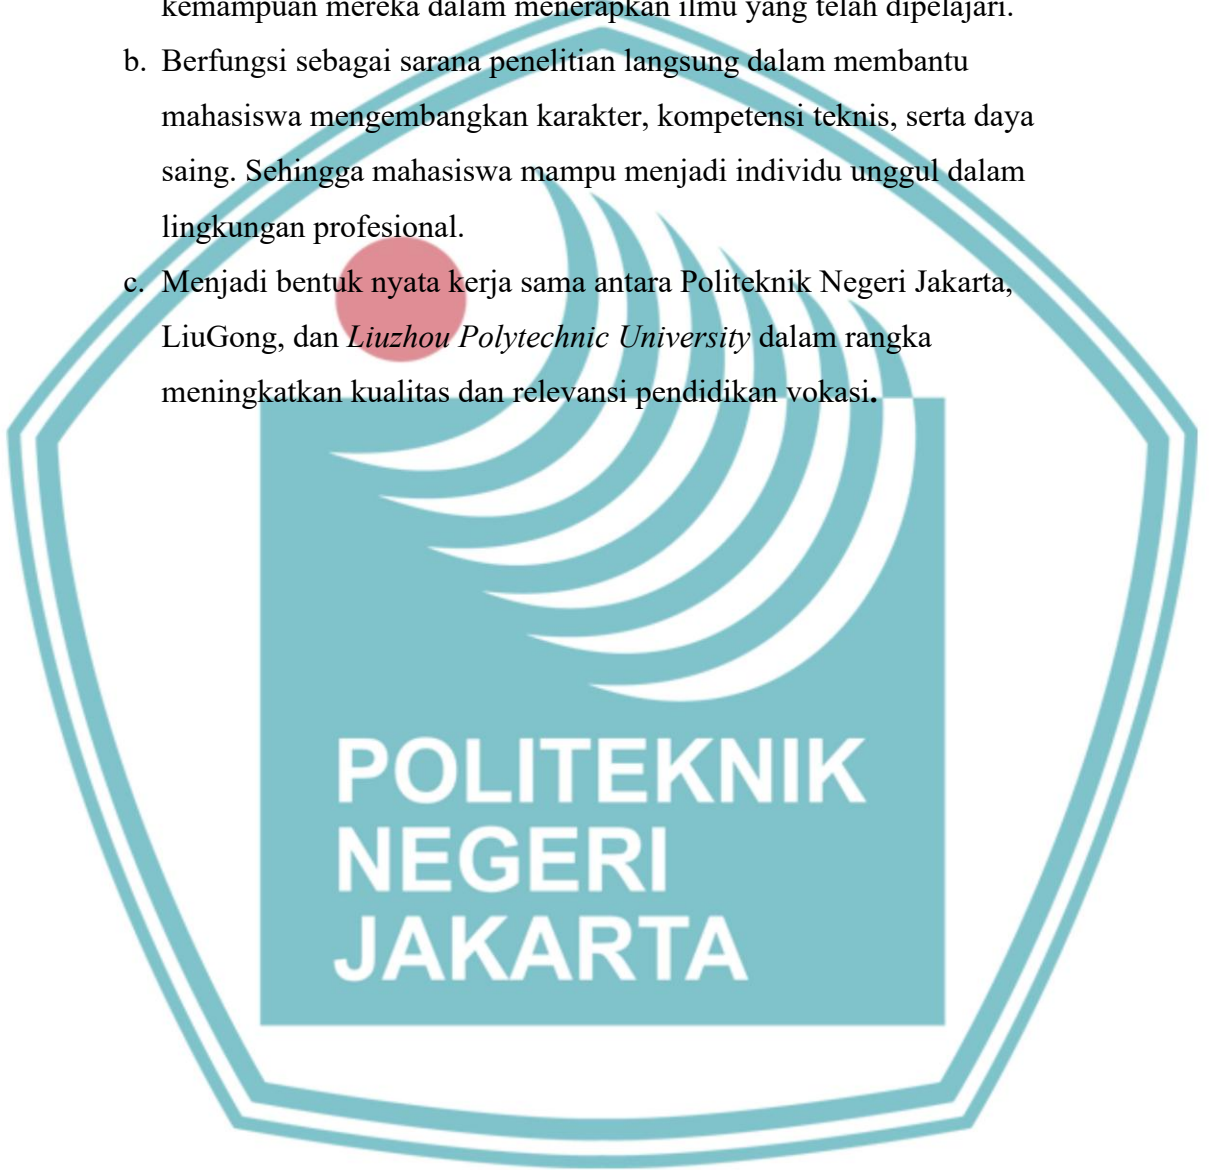 kemampuan mereka dalam menerapkan ilmu yang telah dipelajari.
b. Berfungsi sebagai sarana penelitian langsung dalam membantu
mahasiswa mengembangkan karakter, kompetensi teknis, serta daya
saing. Sehingga mahasiswa mampu menjadi individu unggul dalam
lingkungan profesional.
c. Menjadi bentuk nyata kerja sama antara Politeknik Negeri Jakarta,
LiuGong, dan Liuzhou Polytechnic University dalam rangka
meningkatkan kualitas dan relevansi pendidikan vokasi.
POLITEKNIK
NEGERI
JAKARTA